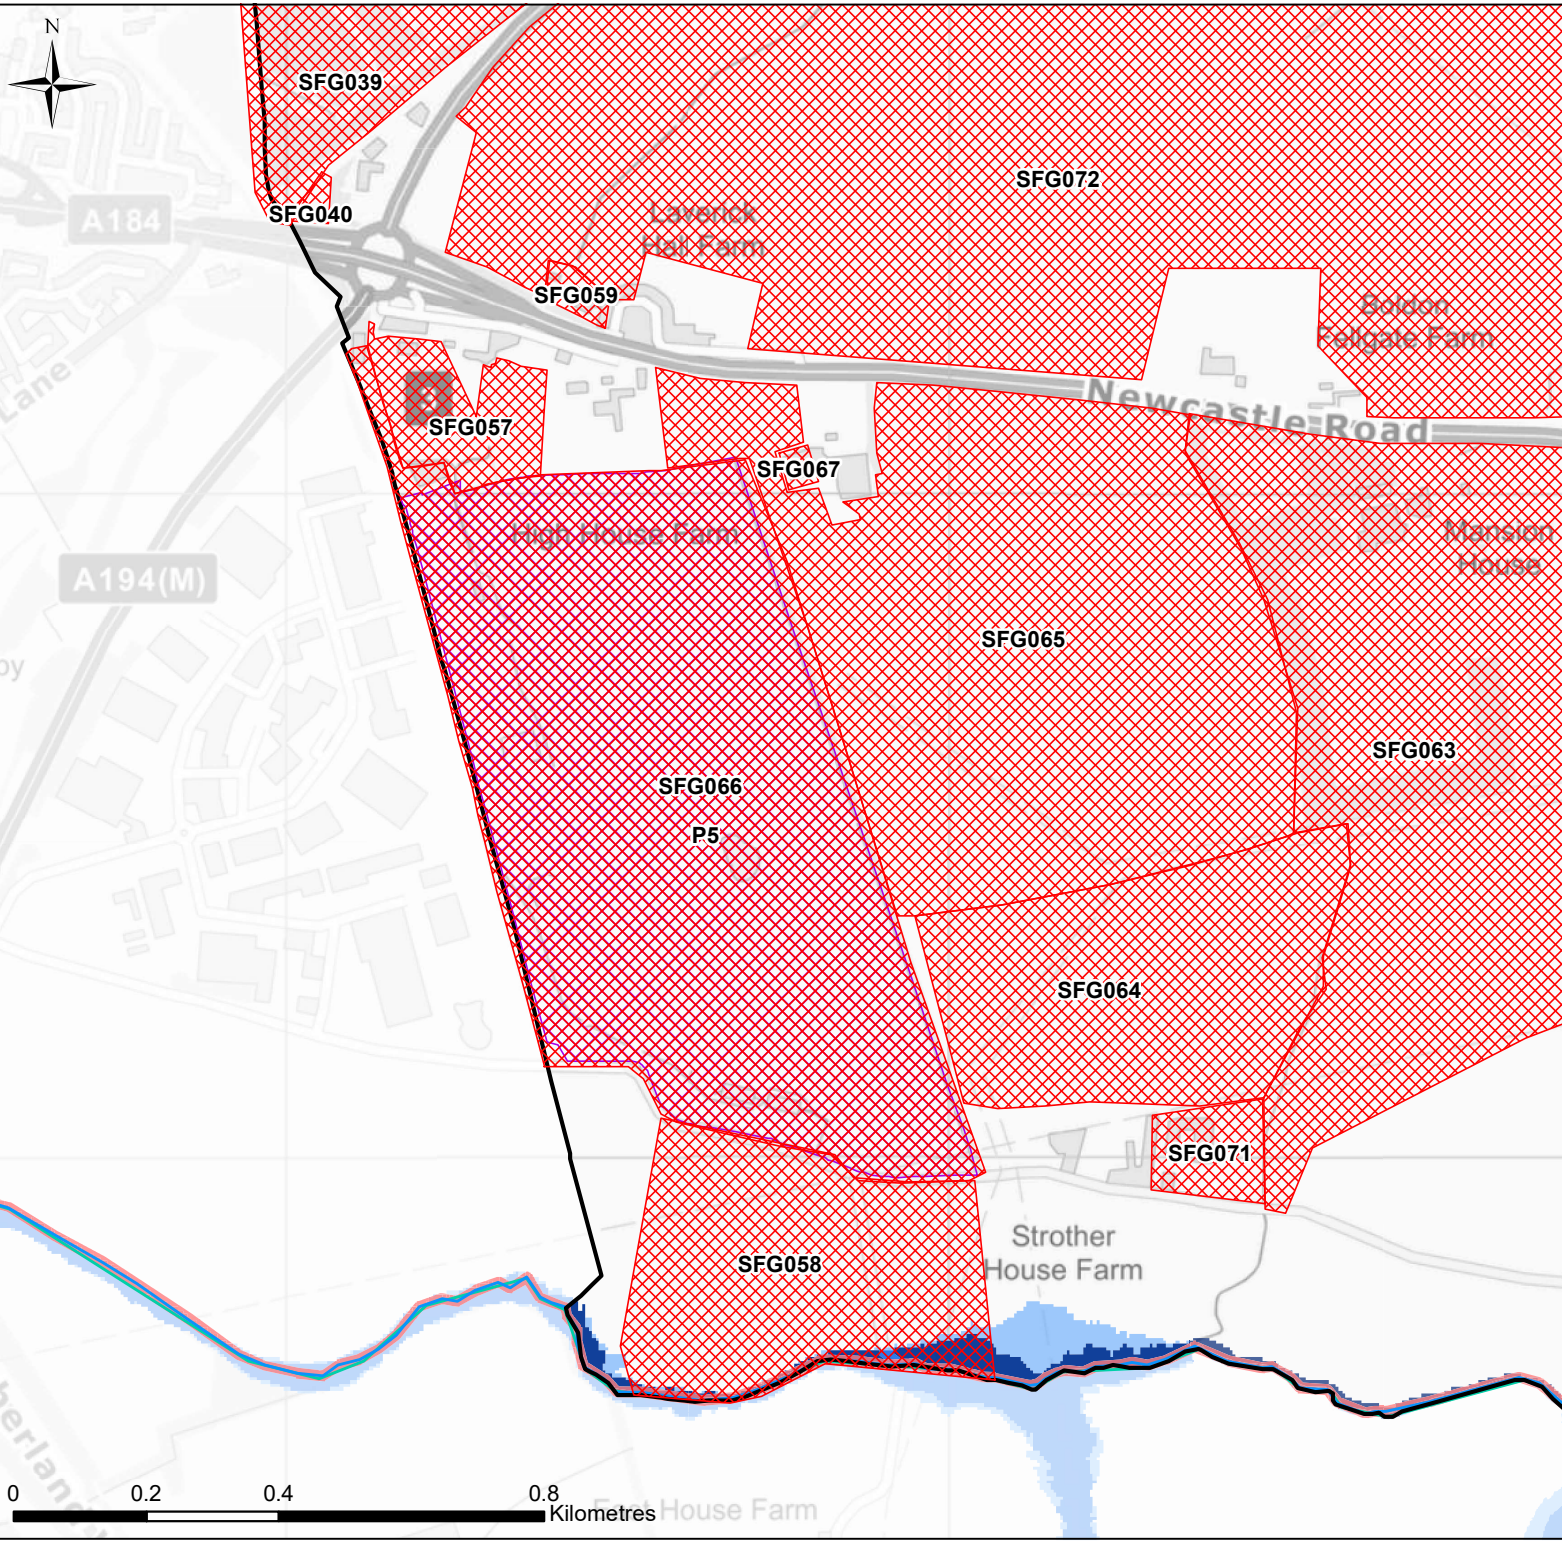 N
SFG039
SFG072
SFG040
A184
Laverick
Hall Farm
SFG059
Boldon
Fellgate Farm
Lane
Newcastle Road
SFG057
SFG067
High House Farm
Mansion
House
A194(M)
SFG065
by
SFG063
SFG066
P5
SFG064
SFG071
Strother
House Farm
SFG058
herland
0 0.2 0.4 0.8
Kilometres
East House Farm